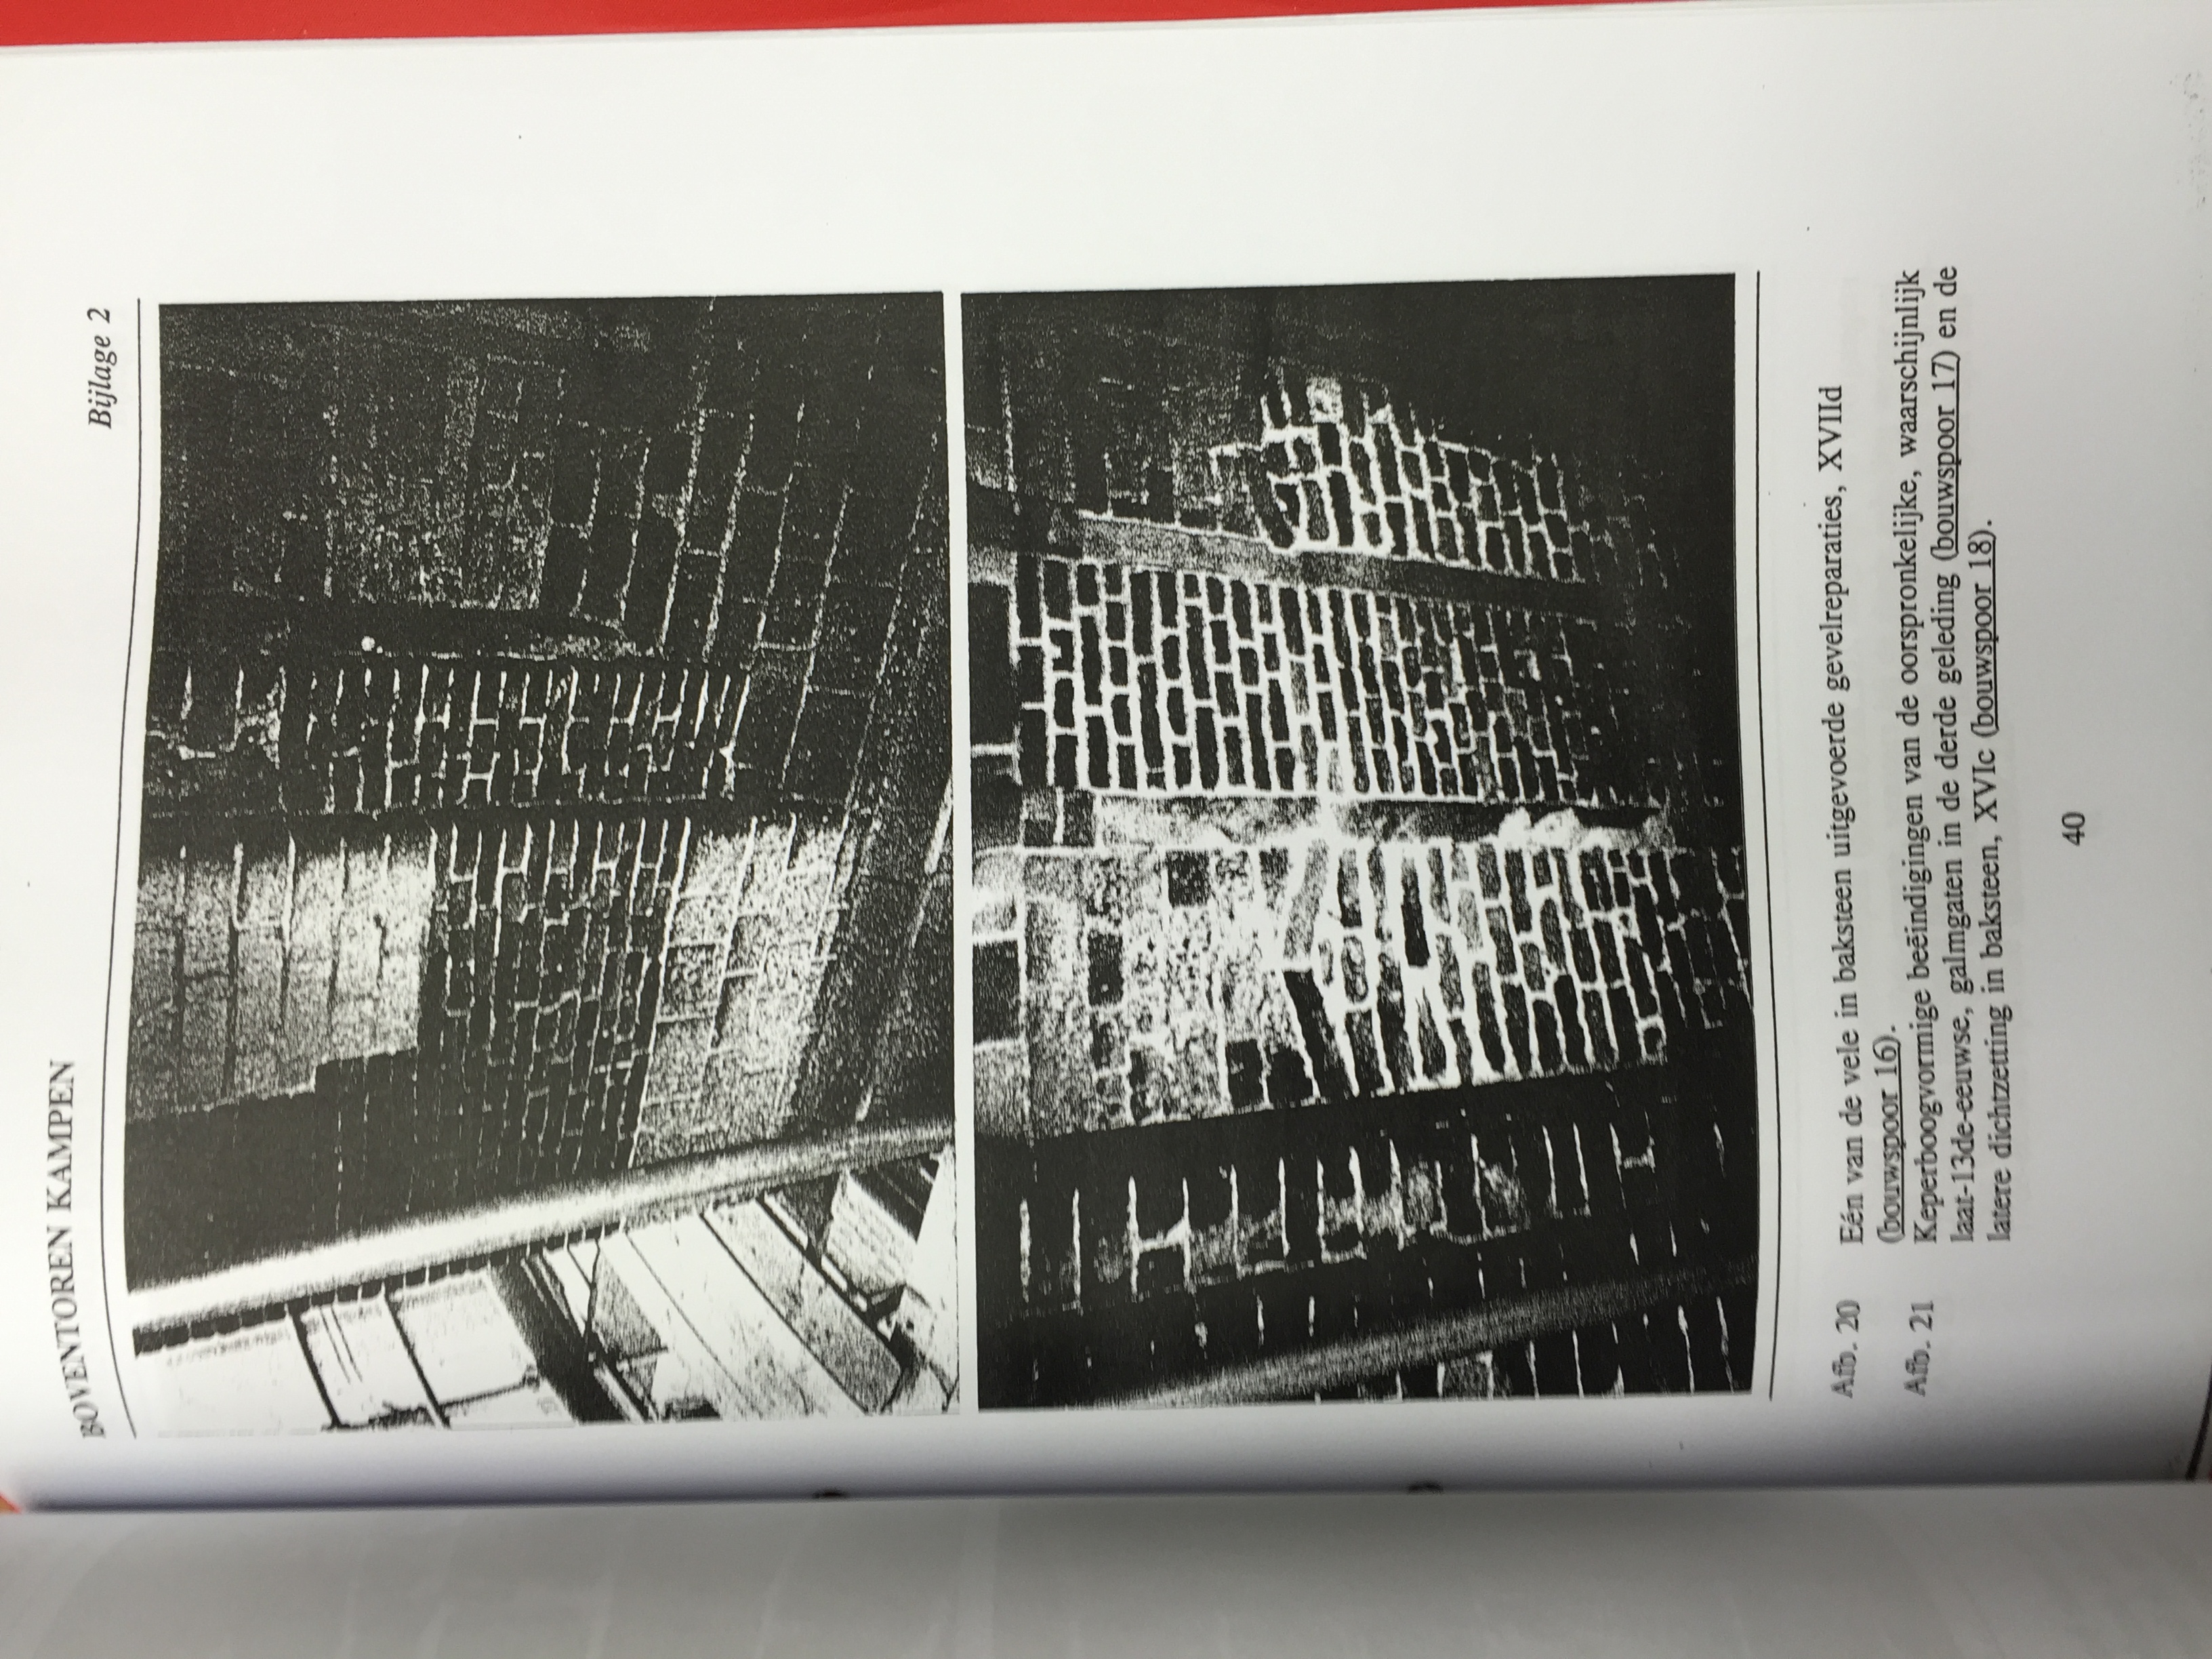 BOVENTOREN KAMPEN Bijlage 2
Afb. 20 Eén van de vele in baksteen uitgevoerde gevelreparaties, XVIId
(bouwspoor 16).
Afb. 21 Keperboogvormige beëindigingen van de oorspronkelijke, waarschijnlijk
laat-13de-eeuwse, galmgaten in de derde geleding (bouwspoor 17) en de
latere dichtzetting in baksteen, XVIc (bouwspoor 18).
40